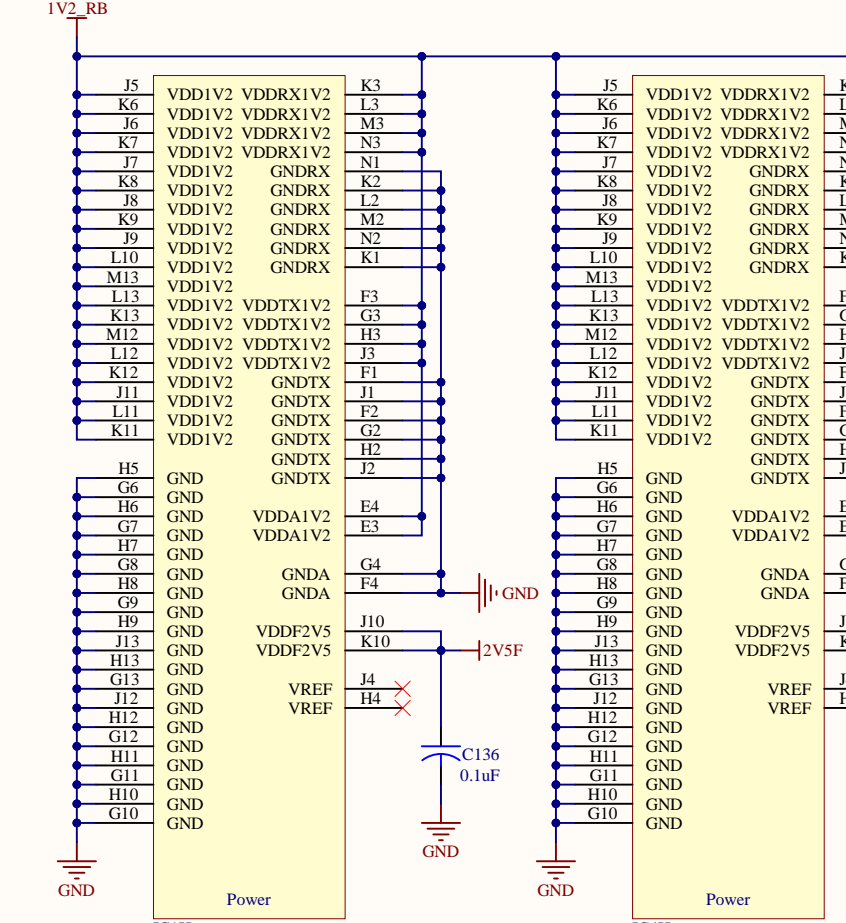 1V2_RB
J5 VDD1V2 VDDRX1V2 K3 J5 VDD1V2 VDDRX1V2
K6 VDD1V2 VDDRX1V2 L3 K6 VDD1V2 VDDRX1V2
J6 VDD1V2 VDDRX1V2 M3 J6 VDD1V2 VDDRX1V2
K7 VDD1V2 VDDRX1V2 N3 K7 VDD1V2 VDDRX1V2
J7 VDD1V2 GNDRX N1 J7 VDD1V2 GNDRX
K8 VDD1V2 GNDRX K2 K8 VDD1V2 GNDRX
J8 VDD1V2 GNDRX L2 J8 VDD1V2 GNDRX
K9 VDD1V2 GNDRX M2 K9 VDD1V2 GNDRX
J9 VDD1V2 GNDRX N2 J9 VDD1V2 GNDRX
L10 VDD1V2 GNDRX K1 L10 VDD1V2 GNDRX
M13 VDD1V2 M13 VDD1V2
L13 VDD1V2 VDDTX1V2 F3 L13 VDD1V2 VDDTX1V2
K13 VDD1V2 VDDTX1V2 G3 K13 VDD1V2 VDDTX1V2
M12 VDD1V2 VDDTX1V2 H3 M12 VDD1V2 VDDTX1V2
L12 VDD1V2 VDDTX1V2 J3 L12 VDD1V2 VDDTX1V2
K12 VDD1V2 GNDTX F1 K12 VDD1V2 GNDTX
J11 VDD1V2 GNDTX J1 J11 VDD1V2 GNDTX
L11 VDD1V2 GNDTX F2 L11 VDD1V2 GNDTX
K11 VDD1V2 GNDTX G2 K11 VDD1V2 GNDTX
GNDTX H2 GNDTX
H5 GND GNDTX J2 H5 GND GNDTX
G6 GND G6 GND
H6 GND VDDA1V2 E4 H6 GND VDDA1V2
G7 GND VDDA1V2 E3 G7 GND VDDA1V2
H7 GND H7 GND
G8 GND GNDA G4 G8 GND GNDA
H8 GND GNDA F4 GND H8 GND GNDA
G9 GND G9 GND
H9 GND VDDF2V5 J10 H9 GND VDDF2V5
J13 GND VDDF2V5 K10 2V5F J13 GND VDDF2V5
H13 GND H13 GND
G13 GND VREF J4 G13 GND VREF
J12 GND VREF H4 J12 GND VREF
H12 GND H12 GND
G12 GND G12 GND
H11 GND C136 H11 GND
G11 GND 0.1uF G11 GND
H10 GND H10 GND
G10 GND G10 GND
GND GND GND
Power Power